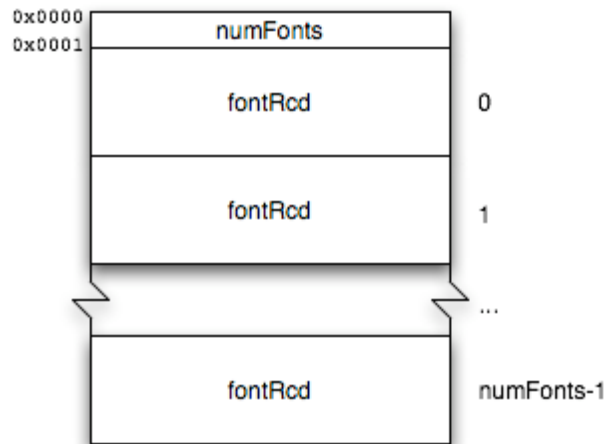 0x0000
numFonts
0x0001
fontRcd
0
fontRcd
1
...
fontRcd
numFonts-1